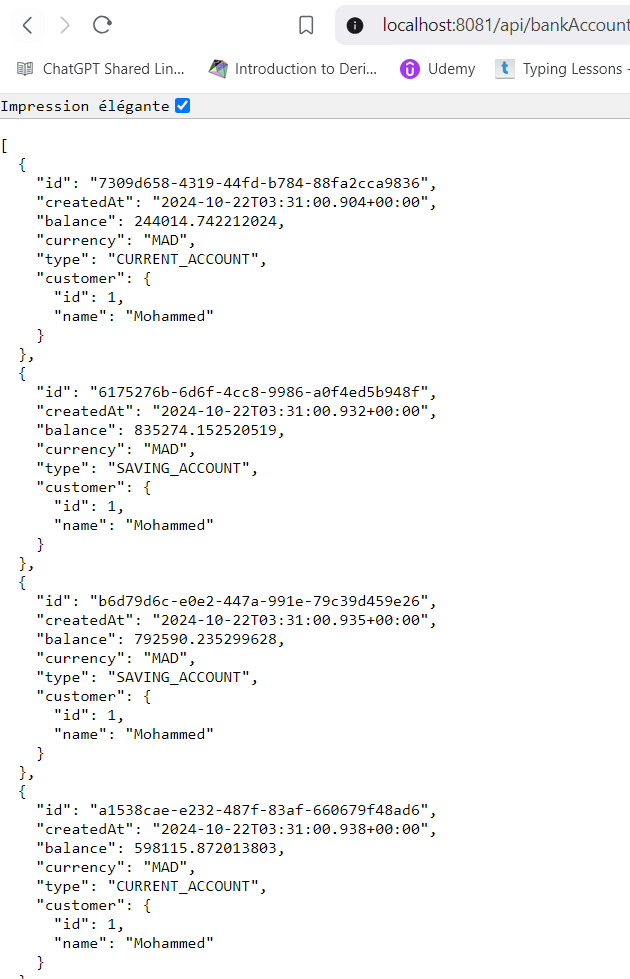 localhost:8081/api/bankAccount
ChatGPT Shared Lin... Introduction to Deri... Udemy Typing Lessons -
Impression élégante
[
  {
    "id": "7309d658-4319-44fd-b784-88fa2cca9836",
    "createdAt": "2024-10-22T03:31:00.904+00:00",
    "balance": 244014.742212024,
    "currency": "MAD",
    "type": "CURRENT_ACCOUNT",
    "customer": {
      "id": 1,
      "name": "Mohammed"
    }
  },
  {
    "id": "6175276b-6d6f-4cc8-9986-a0f4ed5b948f",
    "createdAt": "2024-10-22T03:31:00.932+00:00",
    "balance": 835274.152520519,
    "currency": "MAD",
    "type": "SAVING_ACCOUNT",
    "customer": {
      "id": 1,
      "name": "Mohammed"
    }
  },
  {
    "id": "b6d79d6c-e0e2-447a-991e-79c39d459e26",
    "createdAt": "2024-10-22T03:31:00.935+00:00",
    "balance": 792590.235299628,
    "currency": "MAD",
    "type": "SAVING_ACCOUNT",
    "customer": {
      "id": 1,
      "name": "Mohammed"
    }
  },
  {
    "id": "a1538cae-e232-487f-83af-660679f48ad6",
    "createdAt": "2024-10-22T03:31:00.938+00:00",
    "balance": 598115.872013803,
    "currency": "MAD",
    "type": "CURRENT_ACCOUNT",
    "customer": {
      "id": 1,
      "name": "Mohammed"
    }